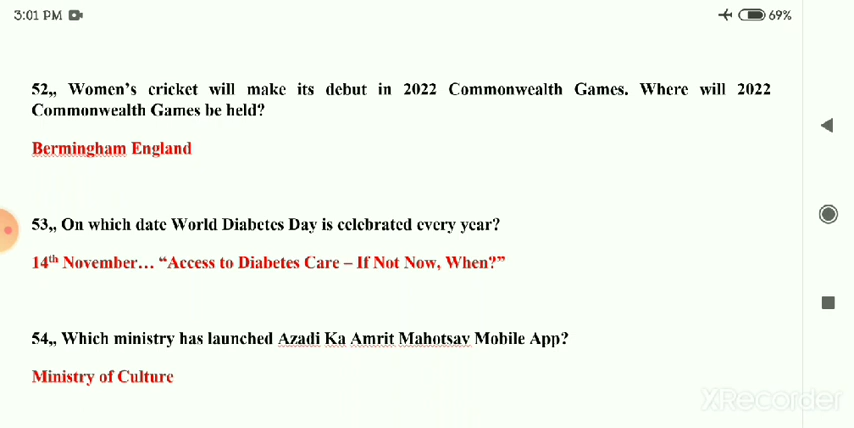 3:01 PM
69%
52,, Women's cricket will make its debut in 2022 Commonwealth Games. Where will 2022
Commonwealth Games be held?
Bermingham England
53,, On which date World Diabetes Day is celebrated every year?
14th November… “Access to Diabetes Care – If Not Now, When?”
54,, Which ministry has launched Azadi Ka Amrit Mahotsav Mobile App?
Ministry of Culture
XRecorder